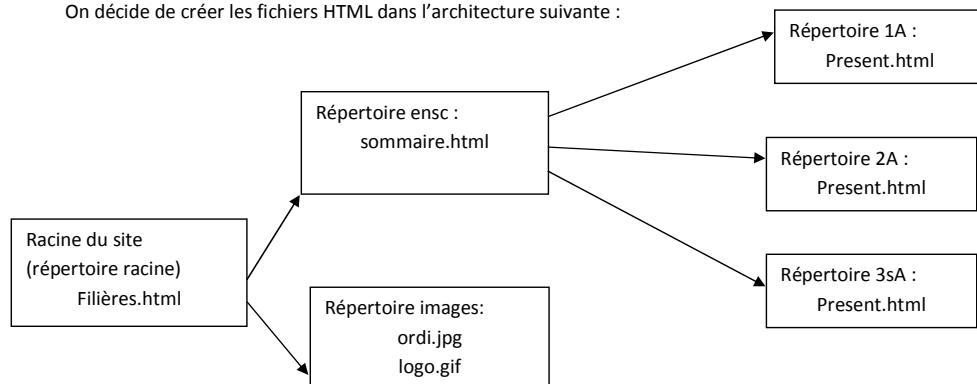 On décide de créer les fichiers HTML dans l’architecture suivante :
Répertoire 1A :
Present.html
Répertoire ensc :
sommaire.html
Répertoire 2A :
Present.html
Racine du site
(répertoire racine)
Filières.html
Répertoire 3sA :
Present.html
Répertoire images:
ordi.jpg
logo.gif